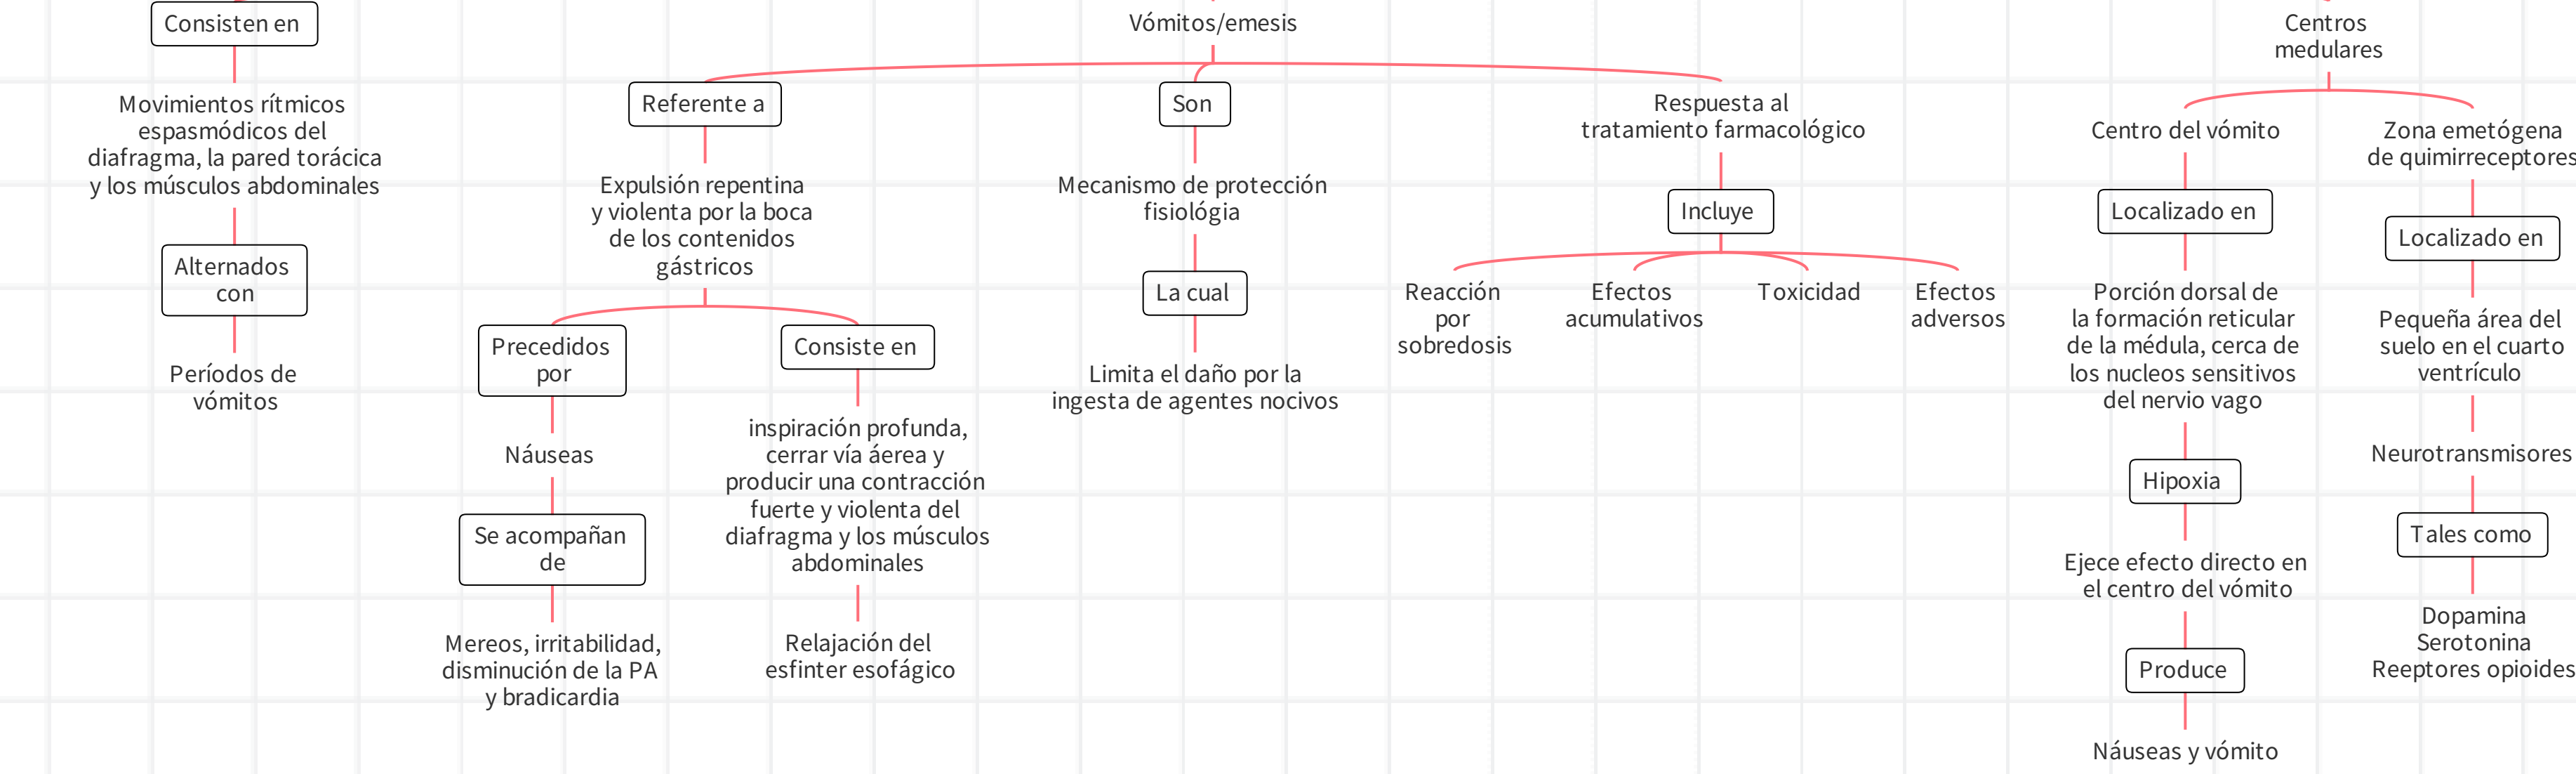 Consisten en
Movimientos rítmicos
espasmódicos del
diafragma, la pared torácica
y los músculos abdominales
Alternados
con
Períodos de
vómitos
Vómitos/emesis
Referente a
Expulsión repentina
y violenta por la boca
de los contenidos
gástricos
Precedidos
por
Náuseas
Se acompañan
de
Mereos, irritabilidad,
disminución de la PA
y bradicardia
Consiste en
inspiración profunda,
cerrar vía áerea y
producir una contracción
fuerte y violenta del
diafragma y los músculos
abdominales
Relajación del
esfinter esofágico
Son
Mecanismo de protección
fisiológia
La cual
Limita el daño por la
ingesta de agentes nocivos
Respuesta al
tratamiento farmacológico
Incluye
Reacción
por
sobredosis
Efectos
acumulativos
Toxicidad
Efectos
adversos
Centros
medulares
Centro del vómito
Localizado en
Porción dorsal de
la formación reticular
de la médula, cerca de
los nucleos sensitivos
del nervio vago
Hipoxia
Ejece efecto directo en
el centro del vómito
Produce
Náuseas y vómito
Zona emetógena
de quimirreceptores
Localizado en
Pequeña área del
suelo en el cuarto
ventrículo
Neurotransmisores
Tales como
Dopamina
Serotonina
Reeptores opioides